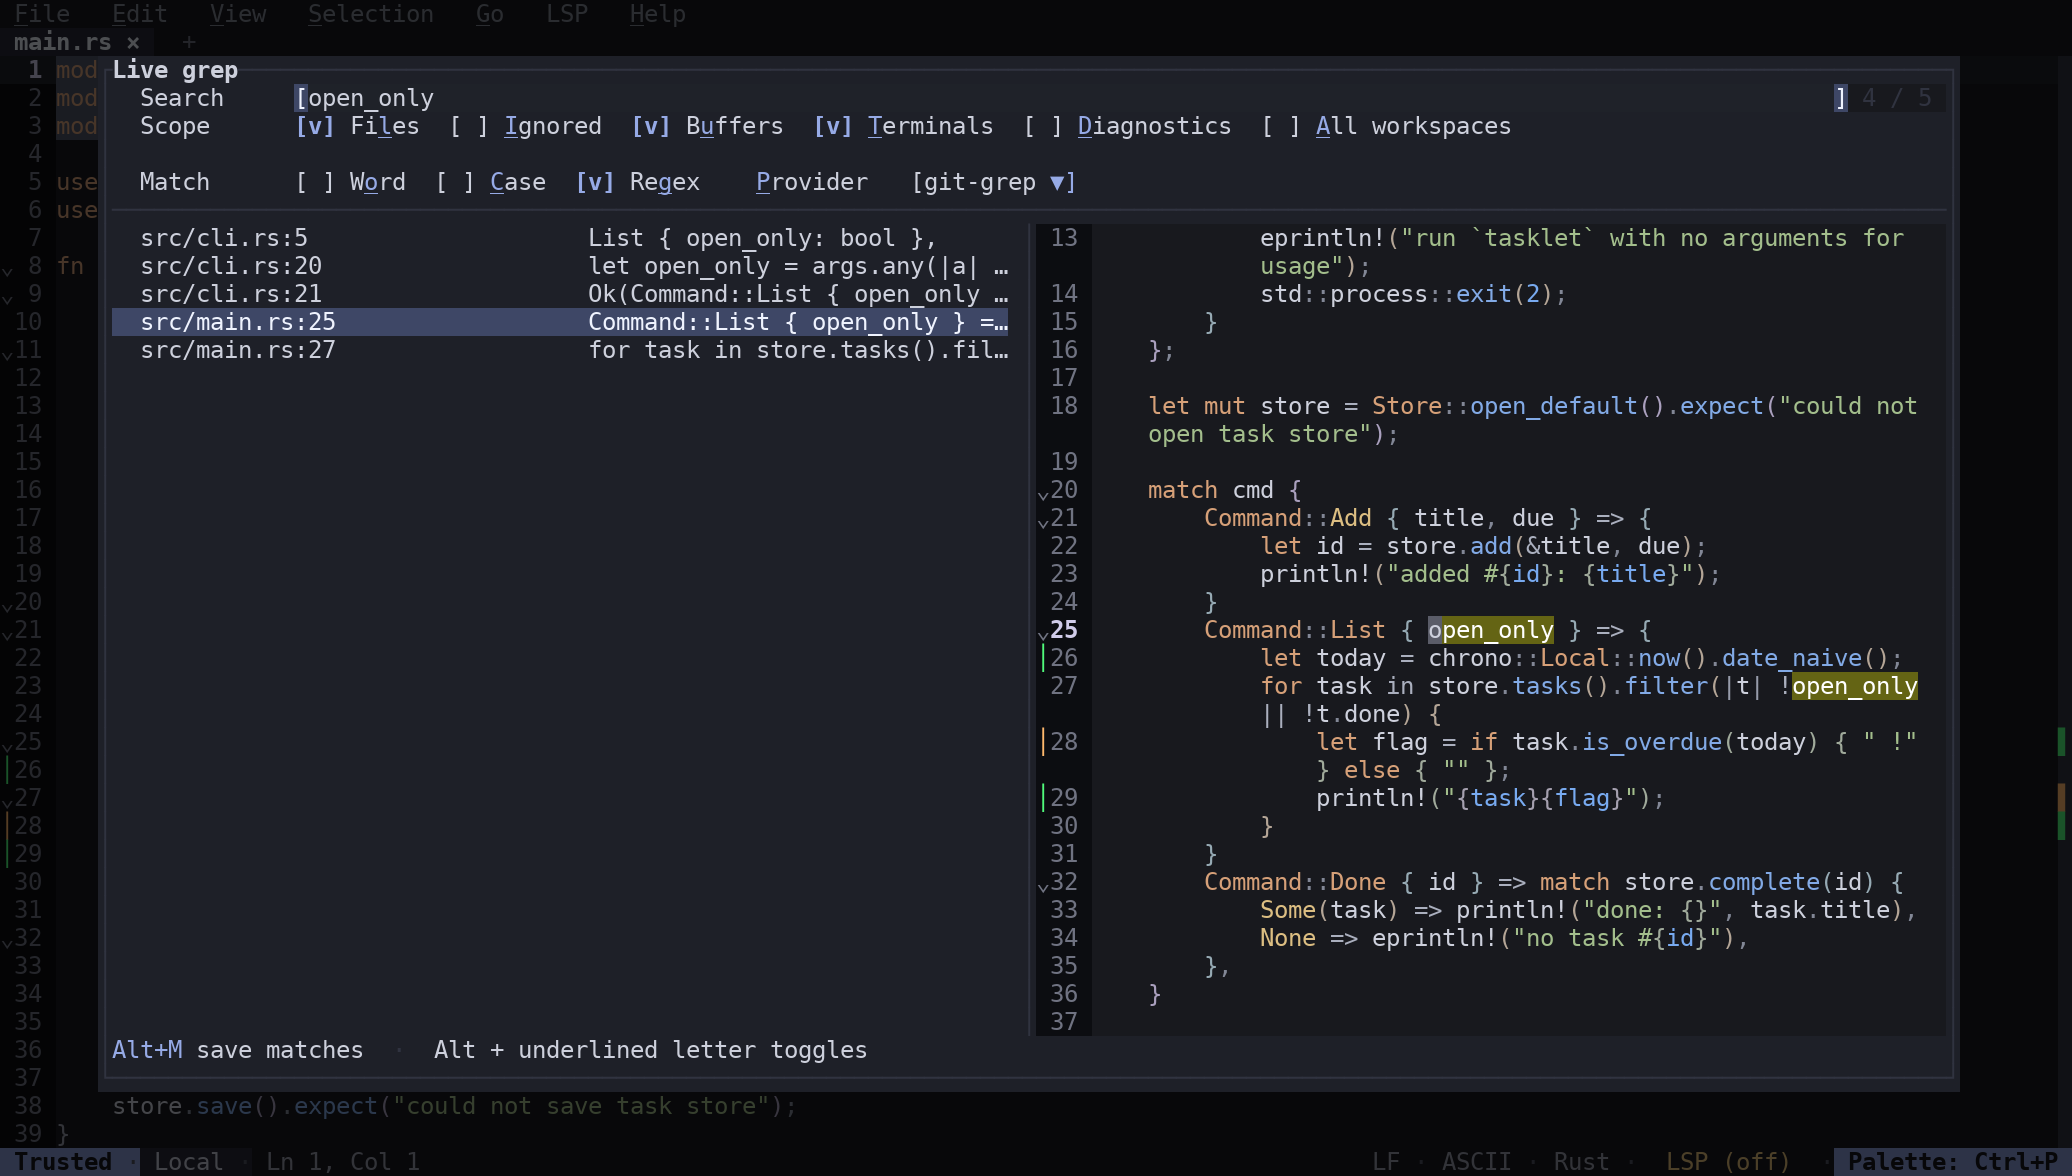 File Edit View Selection Go LSP Help
main.rs × +
Live grep
Search [open_only ] 4 / 5
Scope [v] Files [ ] Ignored [v] Buffers [v] Terminals [ ] Diagnostics [ ] All workspaces
Match [ ] Word [ ] Case [v] Regex Provider [git-grep ▼]
1 mod
2 mod
3 mod
4
5 use
6 use
7
8 fn
9
10
11
12
13
14
15
16
17
18
19
20
21
22
23
24
25
26
27
28
29
30
31
32
33
34
35
36
37
src/cli.rs:5 List { open_only: bool },
src/cli.rs:20 let open_only = args.any(|a| …
src/cli.rs:21 Ok(Command::List { open_only …
src/main.rs:25 Command::List { open_only } =…
src/main.rs:27 for task in store.tasks().fil…
13 eprintln!("run `tasklet` with no arguments for
usage");
14 std::process::exit(2);
15 }
16 };
17
18 let mut store = Store::open_default().expect("could not
open task store");
19
20 match cmd {
21 Command::Add { title, due } => {
22 let id = store.add(&title, due);
23 println!("added #{id}: {title}");
24 }
25 Command::List { open_only } => {
26 let today = chrono::Local::now().date_naive();
27 for task in store.tasks().filter(|t| !open_only
|| !t.done) {
28 let flag = if task.is_overdue(today) { " !"
} else { "" };
29 println!("{task}{flag}");
30 }
31 }
32 Command::Done { id } => match store.complete(id) {
33 Some(task) => println!("done: {}", task.title),
34 None => eprintln!("no task #{id}"),
35 },
36 }
37
Alt+M save matches · Alt + underlined letter toggles
38 store.save().expect("could not save task store");
39 }
Trusted · Local · Ln 1, Col 1 LF · ASCII · Rust · LSP (off) · Palette: Ctrl+P